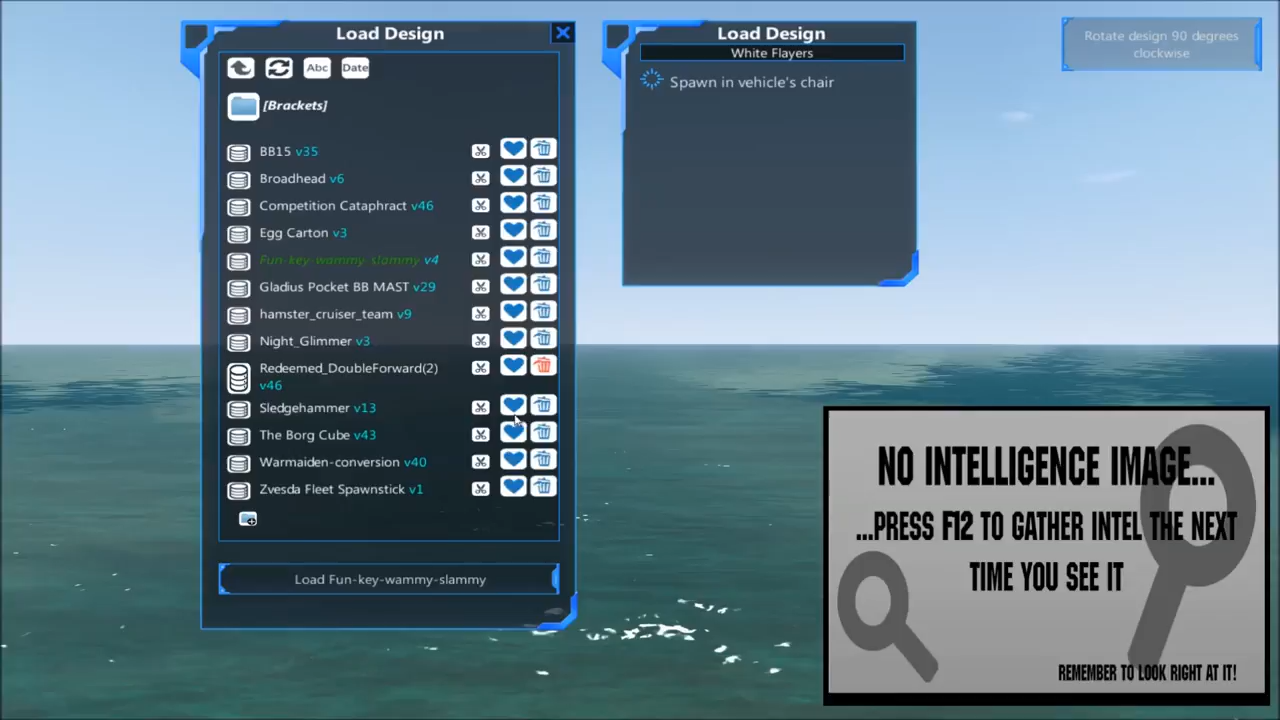 Load Design
Abc
Date
[Brackets]
BB15 v35
Broadhead v6
Competition Cataphract v46
Egg Carton v3
Fun-key-wammy-slammy v4
Gladius Pocket BB MAST v29
hamster_cruiser_team v9
Night_Glimmer v3
Redeemed_DoubleForward(2)
v46
Sledgehammer v13
The Borg Cube v43
Warmaiden-conversion v40
Zvesda Fleet Spawnstick v1
Load Fun-key-wammy-slammy
Load Design
White Flayers
Spawn in vehicle's chair
Rotate design 90 degrees
clockwise
NO INTELLIGENCE IMAGE...
...PRESS F12 TO GATHER INTEL THE NEXT
TIME YOU SEE IT
REMEMBER TO LOOK RIGHT AT IT!